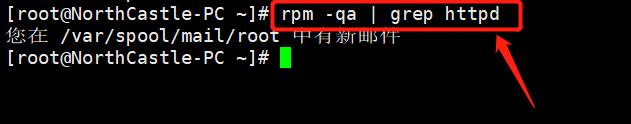 [root@NorthCastle-PC ~]# rpm -qa | grep httpd
您在 /var/spool/mail/root 中有新邮件
[root@NorthCastle-PC ~]#